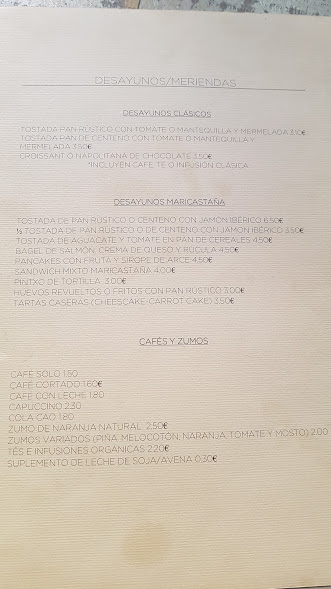 DESAYUNOS/MERIENDAS
DESAYUNOS CLÁSICOS
TOSTADA PAN RÚSTICO CON TOMATE O MANTEQUILLA Y MERMELADA 3.10€
TOSTADA PAN DE CENTENO CON TOMATE O MANTEQUILLA Y
MERMELADA 3.50€
CROISSANT O NAPOLITANA DE CHOCOLATE 3.50€
*INCLUYEN CAFE, TE O INFUSIÓN CLÁSICA
DESAYUNOS MARICASTAÑA
TOSTADA DE PAN RÚSTICO O CENTENO CON JAMÓN IBÉRICO 6.50€
½ TOSTADA DE PAN RÚSTICO O DE CENTENO CON JAMÓN IBÉRICO 3.50€
TOSTADA DE AGUACATE Y TOMATE EN PAN DE CEREALES 4.50€
BAGEL DE SALMÓN, CREMA DE QUESO Y RÚCULA 4.50€
PANCAKES CON FRUTA Y SIROPE DE ARCE 4.50€
SANDWICH MIXTO MARICASTAÑA 4.00€
PINTXO DE TORTILLA 3.00€
HUEVOS REVUELTOS O FRITOS CON PAN RÚSTICO 3.00€
TARTAS CASERAS (CHEESCAKE-CARROT CAKE) 3.50€
CAFÉS Y ZUMOS
CAFÉ SOLO 1.50
CAFÉ CORTADO 1.60€
CAFÉ CON LECHE 1.80
CAPUCCINO 2.30
COLA CAO 1.80
ZUMO DE NARANJA NATURAL 2.50€
ZUMOS VARIADOS (PIÑA, MELOCOTÓN, NARANJA, TOMATE Y MOSTO) 2.00
TÉS E INFUSIONES ORGÁNICAS 2.20€
SUPLEMENTO DE LECHE DE SOJA/AVENA 0.30€